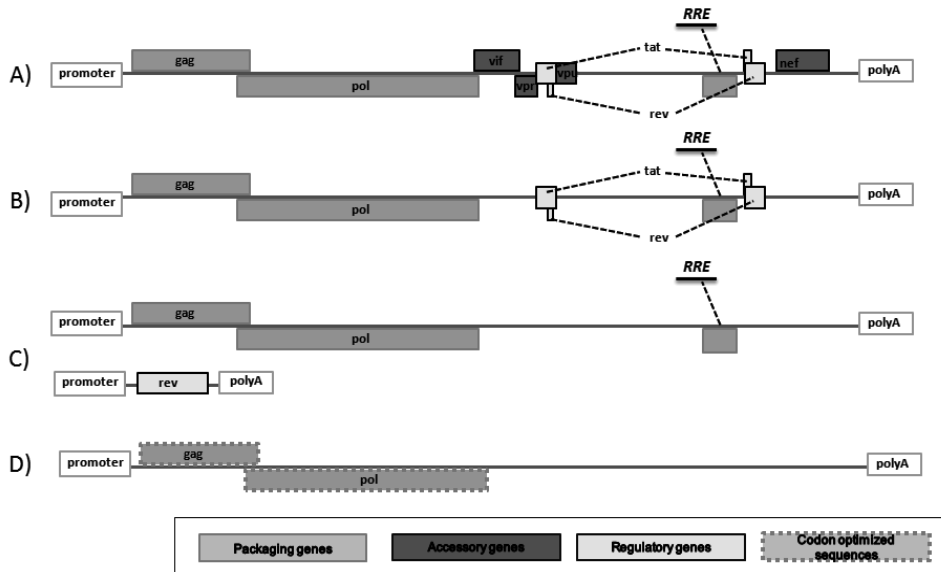 RRE
A)
promoter
gag
pol
vif
vpr
vpu
tat
rev
nef
polyA
RRE
B)
promoter
gag
pol
tat
rev
polyA
RRE
promoter
gag
pol
polyA
C)
promoter
rev
polyA
D)
promoter
gag
pol
polyA
Packaging genes
Accessory genes
Regulatory genes
Codon optimized
sequences